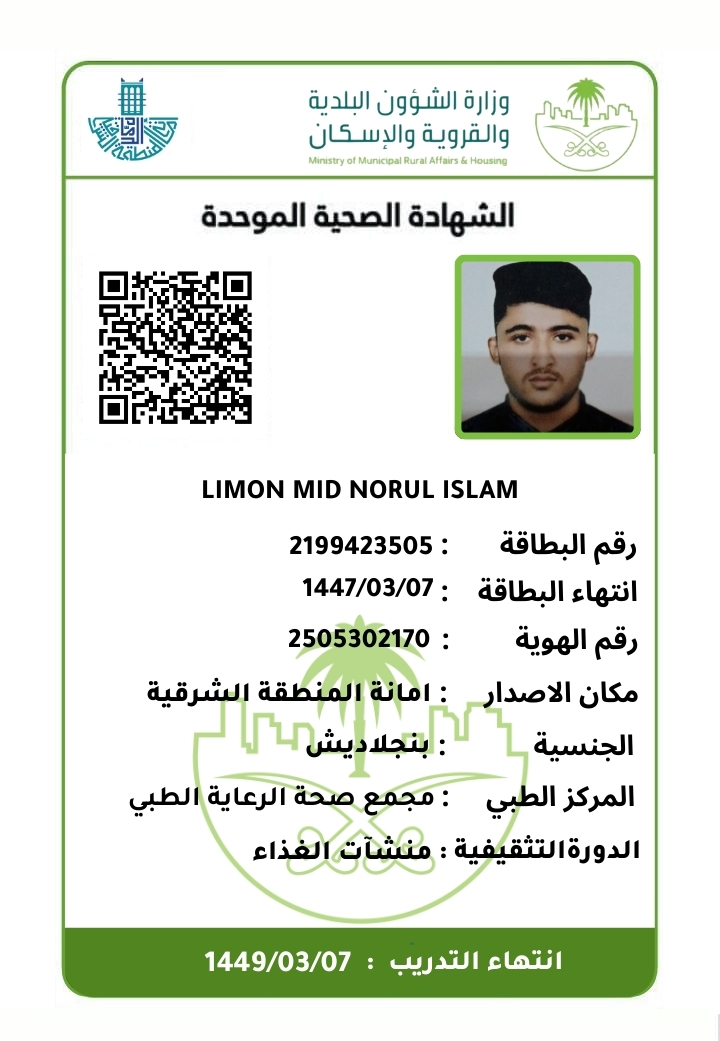 وزارة الشؤون البلدية
والقروية والإسكان
Ministry of Municipal Rural Affairs & Housing
الشهادة الصحية الموحدة
LIMON MID NORUL ISLAM
رقم البطاقة : 2199423505
انتهاء البطاقة : 1447/03/07
رقم الهوية : 2505302170
مكان الاصدار : امانة المنطقة الشرقية
الجنسية : بنجلاديش
المركز الطبي : مجمع صحة الرعاية الطبي
الدورةالتثقيفية : منشآت الغذاء
انتهاء التدريب : 1449/03/07